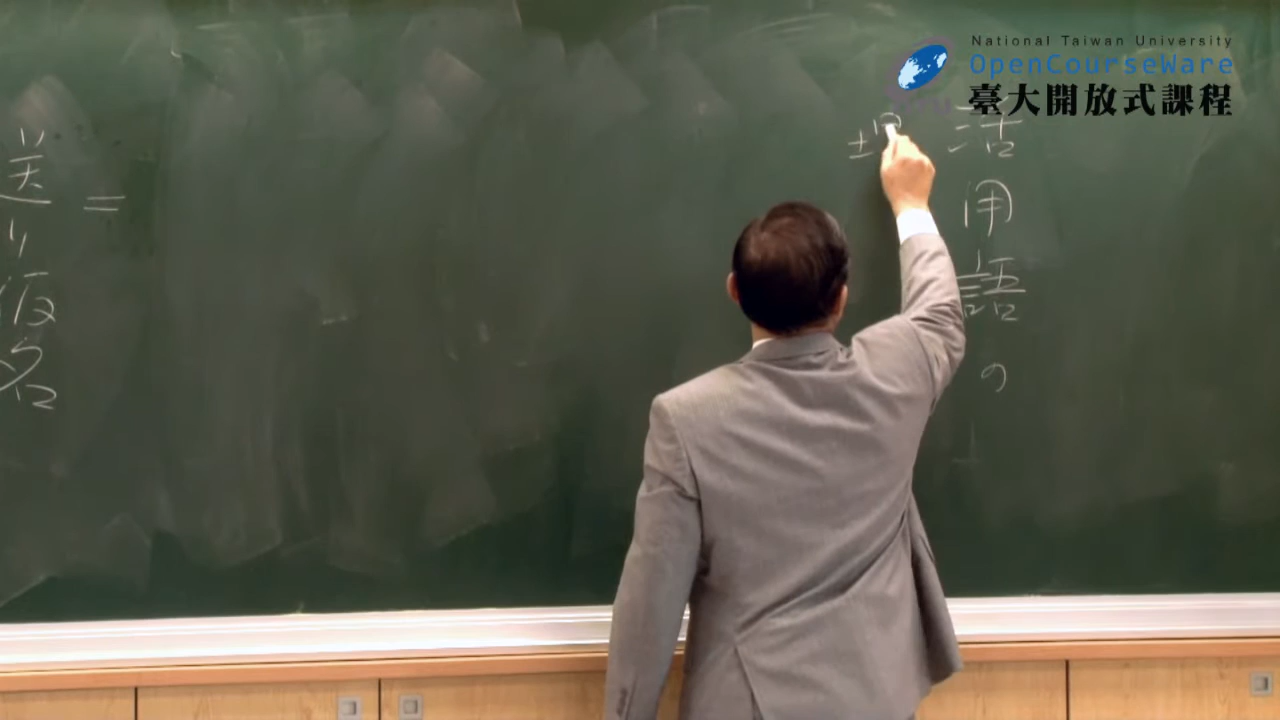 National Taiwan University
OpenCourseWare
臺大開放式課程
活用語の
=
送り仮名